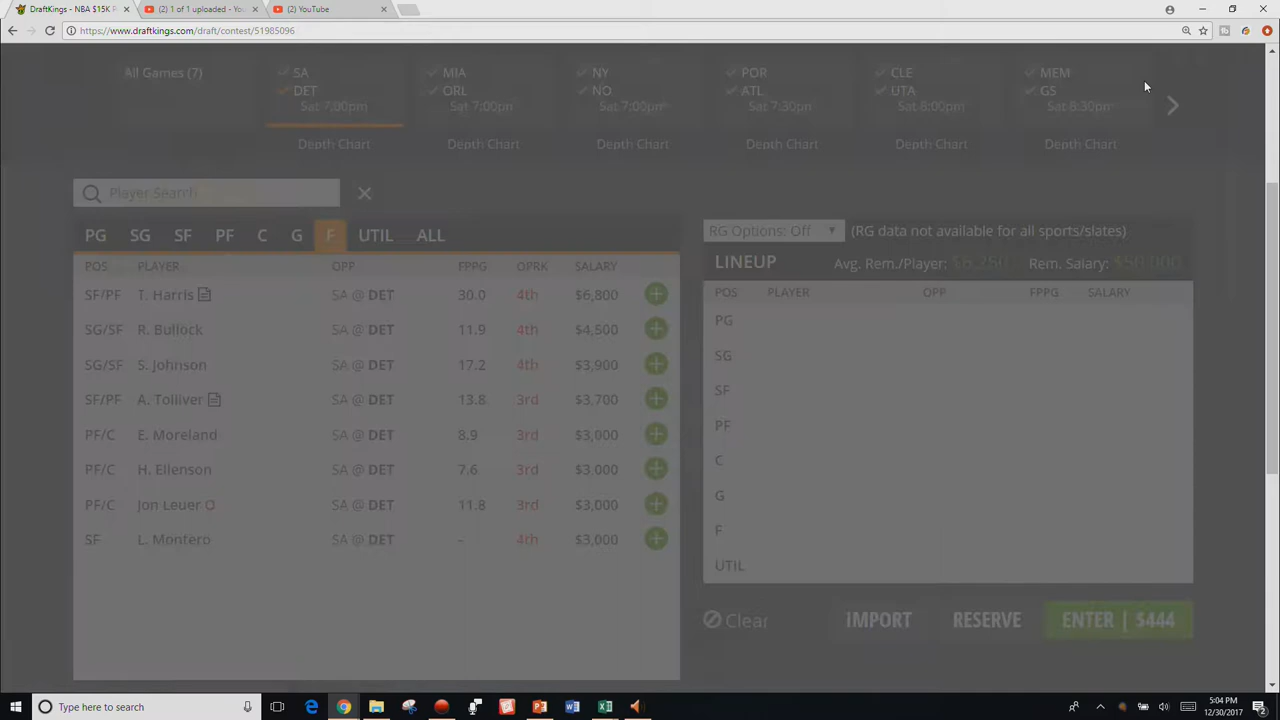 DraftKings - NBA $15K F
(2) 1 of 1 uploaded - You
(2) YouTube
https://www.draftkings.com/draft/contest/51985096
All Games (7)
SA
DET
Sat 7:00pm
Depth Chart
MIA
ORL
Sat 7:00pm
Depth Chart
NY
NO
Sat 7:00pm
Depth Chart
POR
ATL
Sat 7:30pm
Depth Chart
CLE
UTA
Sat 8:00pm
Depth Chart
MEM
GS
Sat 8:30pm
Depth Chart
Player Search
PG SG SF PF C G F UTIL ALL
POS PLAYER OPP FPPG OPRK SALARY
SF/PF T. Harris SA @ DET 30.0 4th $6,800
SG/SF R. Bullock SA @ DET 11.9 4th $4,500
SG/SF S. Johnson SA @ DET 17.2 4th $3,900
SF/PF A. Tolliver SA @ DET 13.8 3rd $3,700
PF/C E. Moreland SA @ DET 8.9 3rd $3,000
PF/C H. Ellenson SA @ DET 7.6 3rd $3,000
PF/C Jon Leuer O SA @ DET 11.8 3rd $3,000
SF L. Montero SA @ DET - 4th $3,000
RG Options: Off (RG data not available for all sports/slates)
LINEUP Avg. Rem./Player: $6,250 Rem. Salary: $50,000
POS PLAYER OPP FPPG SALARY
PG
SG
SF
PF
C
G
F
UTIL
Clear IMPORT RESERVE ENTER | $444
Type here to search
5:04 PM
12/30/2017